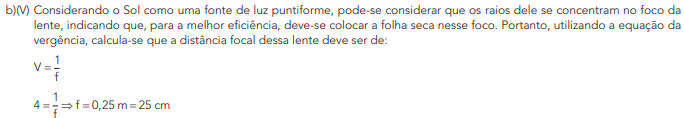 b)(V) Considerando o Sol como uma fonte de luz puntiforme, pode-se considerar que os raios dele se concentram no foco da
lente, indicando que, para a melhor eficiência, deve-se colocar a folha seca nesse foco. Portanto, utilizando a equação da
vergência, calcula-se que a distância focal dessa lente deve ser de:
V = 1/f
4 = 1/f ⇒ f = 0,25 m = 25 cm